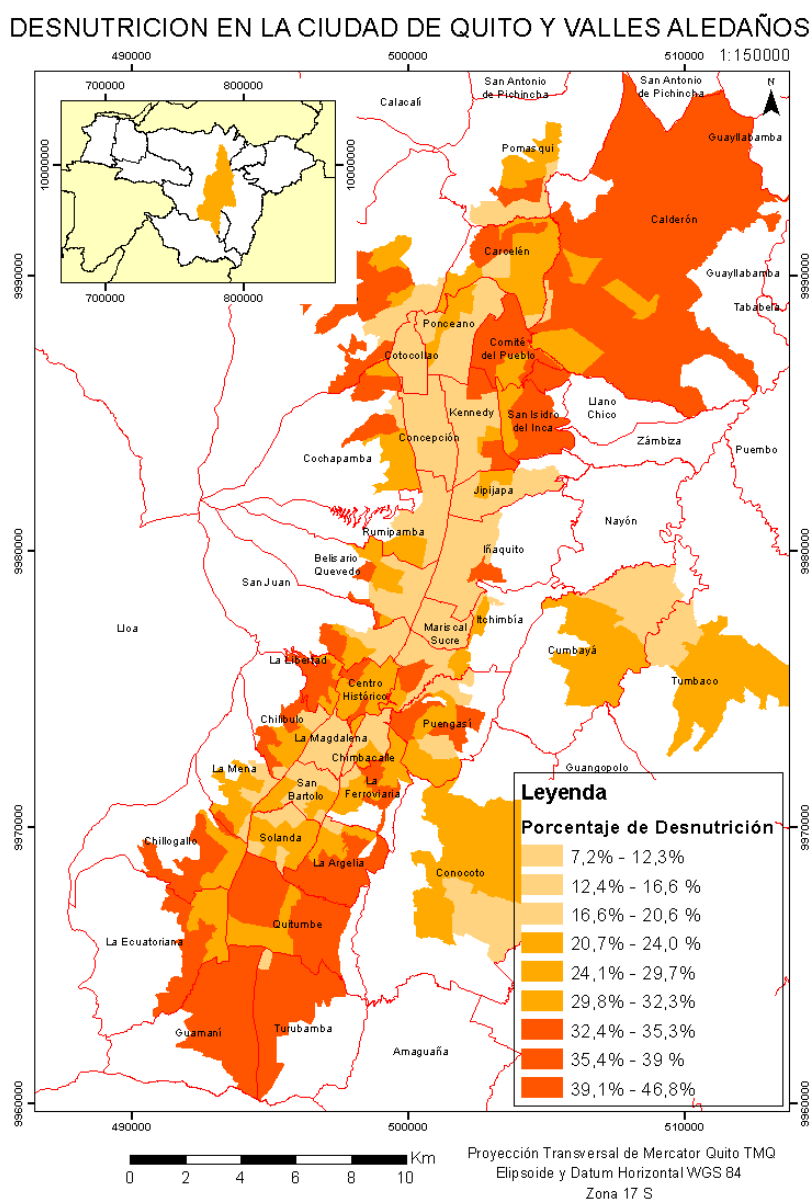 DESNUTRICION EN LA CIUDAD DE QUITO Y VALLES ALEDAÑOS
1:150000
490000 500000 510000
700000 800000
10000000 10000000
700000 800000
N
San Antonio
de Pichincha
San Antonio
de Pichincha
Calacalí
Guayllabamba
Pomasqui
Calderón
Carcelén
9990000 9990000
Guayllabamba
Tababela
Ponceano
Comité
del Pueblo
Cotocollao
Llano
Chico
Kennedy
San Isidro
del Inca
Concepción
Zámbiza
Puembo
Cochapamba
Jipijapa
Nayón
Rumipamba
9980000 9980000
Iñaquito
Belisario
Quevedo
San Juan
Itchimbía
Lloa
Mariscal
Sucre
Cumbayá
La Libertad
Tumbaco
Centro
Histórico
Chilibulo
Puengasí
La Magdalena
Chimbacalle
La Mena
Guangopolo
San
Bartolo
La
Ferroviaria
9970000 9970000
Chillogallo
Solanda
La Argelia
Conocoto
Quitumbe
La Ecuatoriana
Guamaní
Turubamba
Amaguaña
9960000 9960000
Leyenda
Porcentaje de Desnutrición
7,2% - 12,3%
12,4% - 16,6 %
16,6% - 20,6 %
20,7% - 24,0 %
24,1% - 29,7%
29,8% - 32,3%
32,4% - 35,3%
35,4% - 39 %
39,1% - 46,8%
490000 500000 510000
Km
0 2 4 6 8 10
Proyección Transversal de Mercator Quito TMQ
Elipsoide y Datum Horizontal WGS 84
Zona 17 S